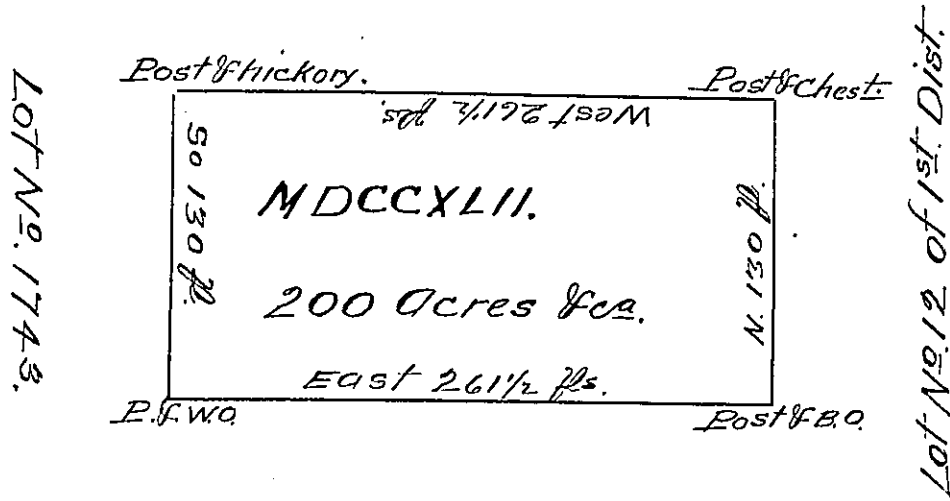 Post & hickory.
Post & Chest.
West 261½ ps.
Lot No. 1743.
So 130 p.
MDCCXLII.
N. 130 p.
Lot No. 12 of 1st. Dist.
200 Acres &ca.
East 261½ ps.
P. & W.O.
Post & B.O.